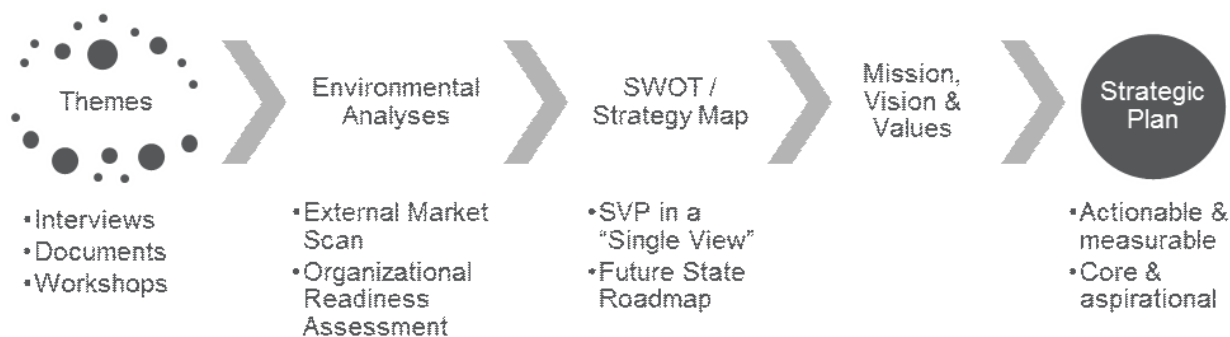 Themes
•Interviews
•Documents
•Workshops
Environmental
Analyses
•External Market
Scan
•Organizational
Readiness
Assessment
SWOT /
Strategy Map
•SVP in a
“Single View”
•Future State
Roadmap
Mission,
Vision &
Values
Strategic
Plan
•Actionable &
measurable
•Core &
aspirational